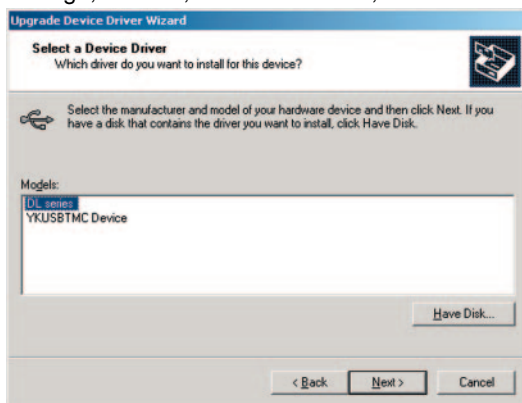 Upgrade Device Driver Wizard
Select a Device Driver
Which driver do you want to install for this device?
Select the manufacturer and model of your hardware device and then click Next. If you
have a disk that contains the driver you want to install, click Have Disk.
Models:
DL series
YKUSBTMC Device
Have Disk...
< Back
Next >
Cancel